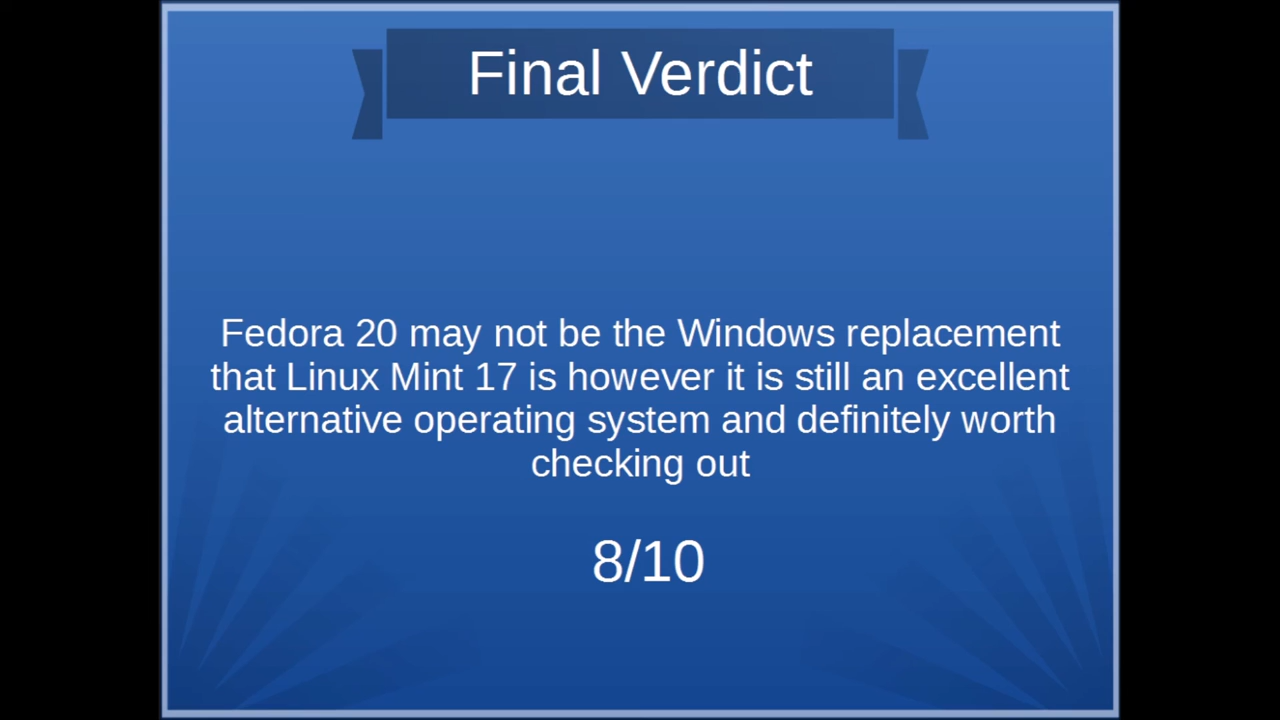 Final Verdict
Fedora 20 may not be the Windows replacement
that Linux Mint 17 is however it is still an excellent
alternative operating system and definitely worth
checking out
8/10